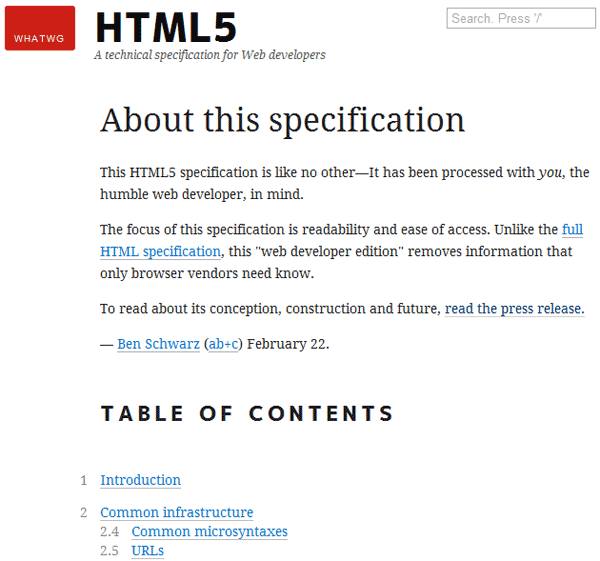 WHATWG
HTML5
Search. Press '/'
A technical specification for Web developers
About this specification
This HTML5 specification is like no other—It has been processed with you, the
humble web developer, in mind.
The focus of this specification is readability and ease of access. Unlike the full
HTML specification, this "web developer edition" removes information that
only browser vendors need know.
To read about its conception, construction and future, read the press release.
— Ben Schwarz (ab+c) February 22.
TABLE OF CONTENTS
1 Introduction
2 Common infrastructure
2.4 Common microsyntaxes
2.5 URLs